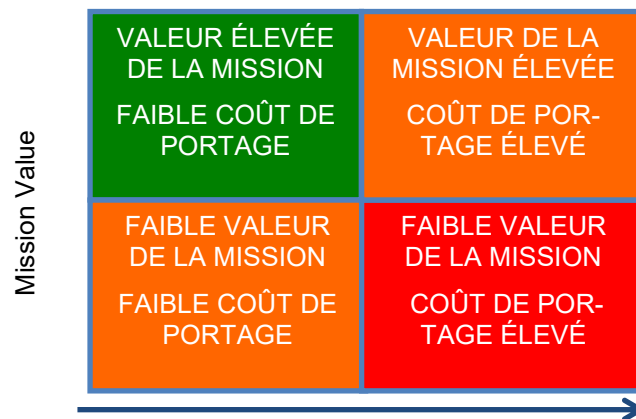 VALEUR ÉLEVÉE
DE LA MISSION
FAIBLE COÛT DE
PORTAGE
VALEUR DE LA
MISSION ÉLEVÉE
COÛT DE POR-
TAGE ÉLEVÉ
Mission Value
FAIBLE VALEUR
DE LA MISSION
FAIBLE COÛT DE
PORTAGE
FAIBLE VALEUR
DE LA MISSION
COÛT DE POR-
TAGE ÉLEVÉ